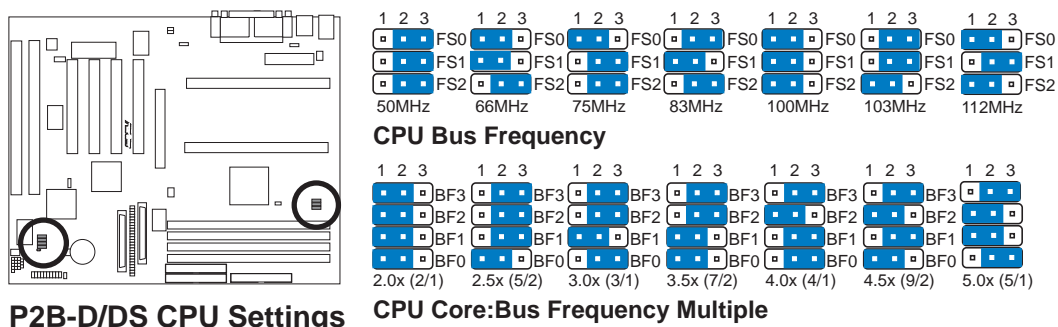 1 2 3 1 2 3 1 2 3 1 2 3 1 2 3 1 2 3 1 2 3
FS0 FS0 FS0 FS0 FS0 FS0 FS0
FS1 FS1 FS1 FS1 FS1 FS1 FS1
FS2 FS2 FS2 FS2 FS2 FS2 FS2
50MHz 66MHz 75MHz 83MHz 100MHz 103MHz 112MHz
CPU Bus Frequency
1 2 3 1 2 3 1 2 3 1 2 3 1 2 3 1 2 3 1 2 3
BF3 BF3 BF3 BF3 BF3 BF3
BF2 BF2 BF2 BF2 BF2 BF2
BF1 BF1 BF1 BF1 BF1 BF1
BF0 BF0 BF0 BF0 BF0 BF0
2.0x (2/1) 2.5x (5/2) 3.0x (3/1) 3.5x (7/2) 4.0x (4/1) 4.5x (9/2) 5.0x (5/1)
CPU Core:Bus Frequency Multiple
P2B-D/DS CPU Settings